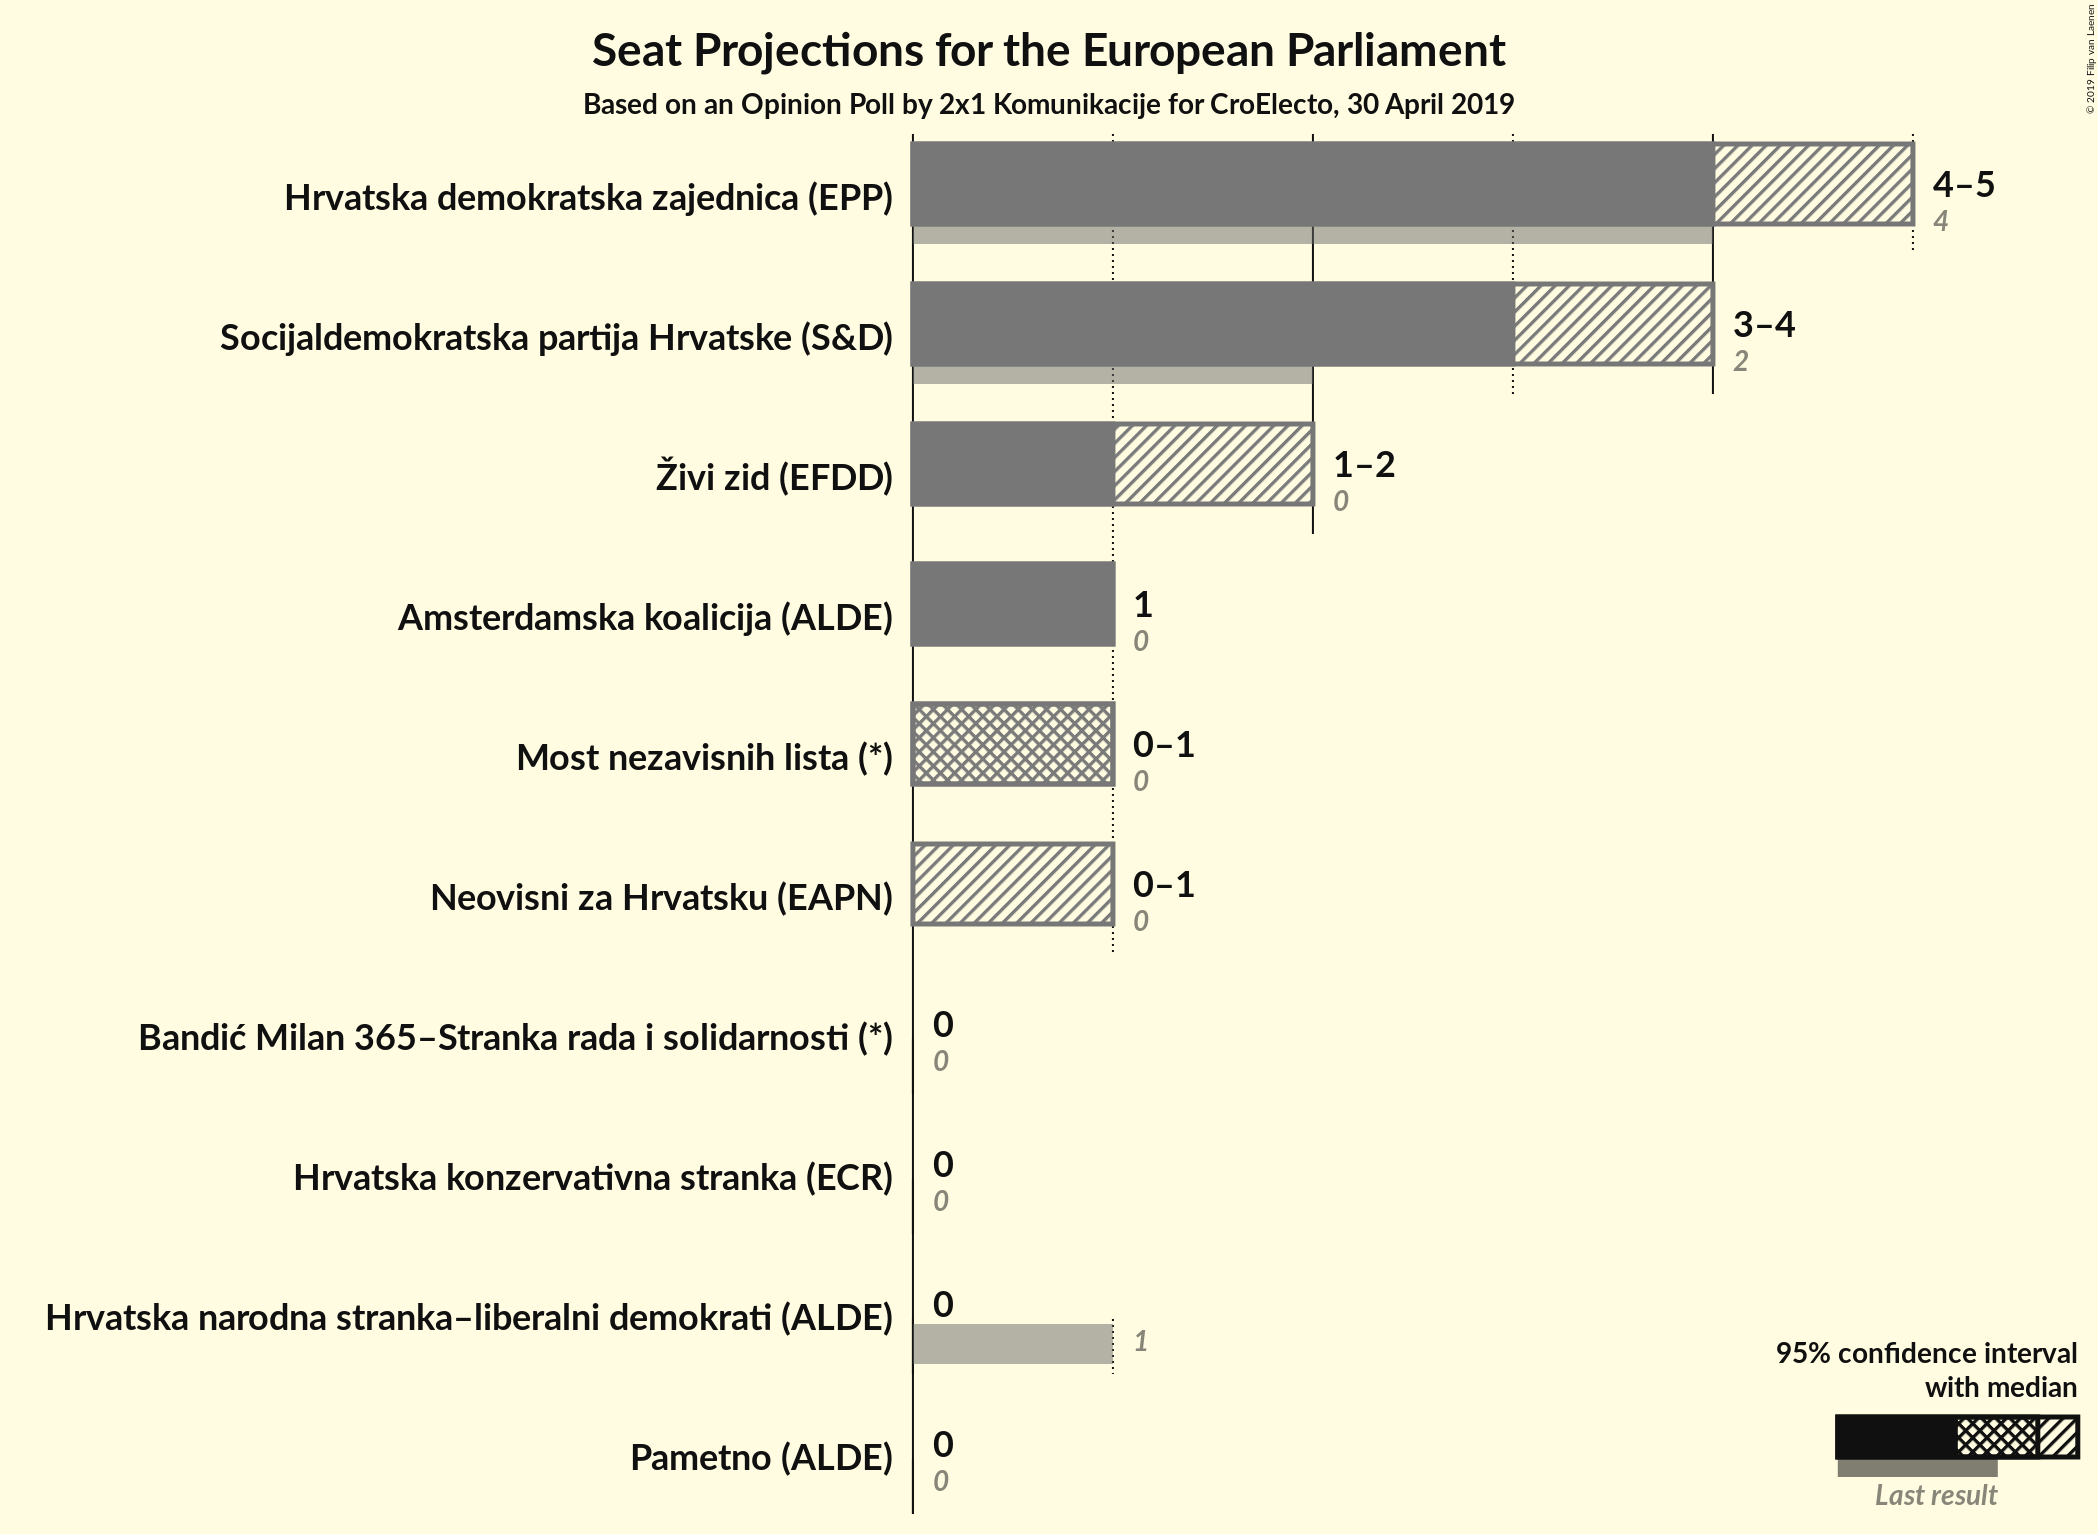 Seat Projections for the European Parliament
Based on an Opinion Poll by 2x1 Komunikacije for CroElecto, 30 April 2019
© 2019 Filip van Laenen
Hrvatska demokratska zajednica (EPP)
4–5
4
Socijaldemokratska partija Hrvatske (S&D)
3–4
2
Živi zid (EFDD)
1–2
0
Amsterdamska koalicija (ALDE)
1
0
Most nezavisnih lista (*)
0–1
0
Neovisni za Hrvatsku (EAPN)
0–1
0
Bandić Milan 365–Stranka rada i solidarnosti (*)
0
0
Hrvatska konzervativna stranka (ECR)
0
0
Hrvatska narodna stranka–liberalni demokrati (ALDE)
0
1
Pametno (ALDE)
0
0
95% confidence interval
with median
Last result